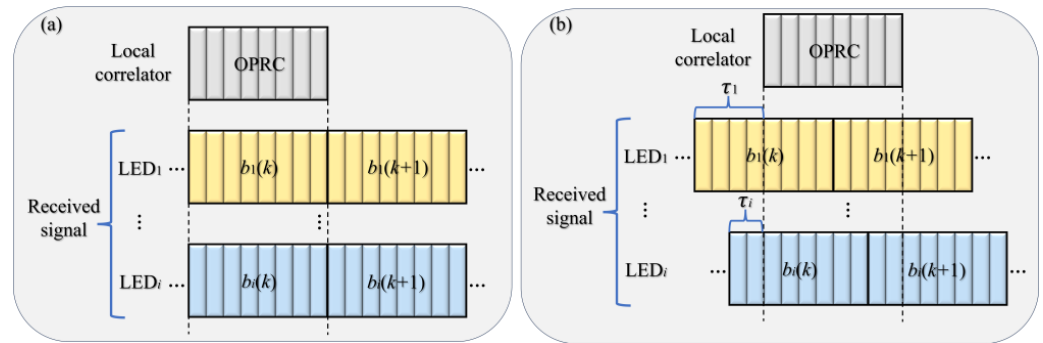 (a)
Local
correlator
OPRC
LED₁ ··· b₁(k) b₁(k+1) ···
Received
signal
⋮ ⋮
LEDᵢ ··· bᵢ(k) bᵢ(k+1) ···
(b)
Local
correlator
OPRC
τ₁
LED₁ ··· b₁(k) b₁(k+1) ···
Received
signal
⋮ ⋮
τᵢ
LEDᵢ ··· bᵢ(k) bᵢ(k+1) ···